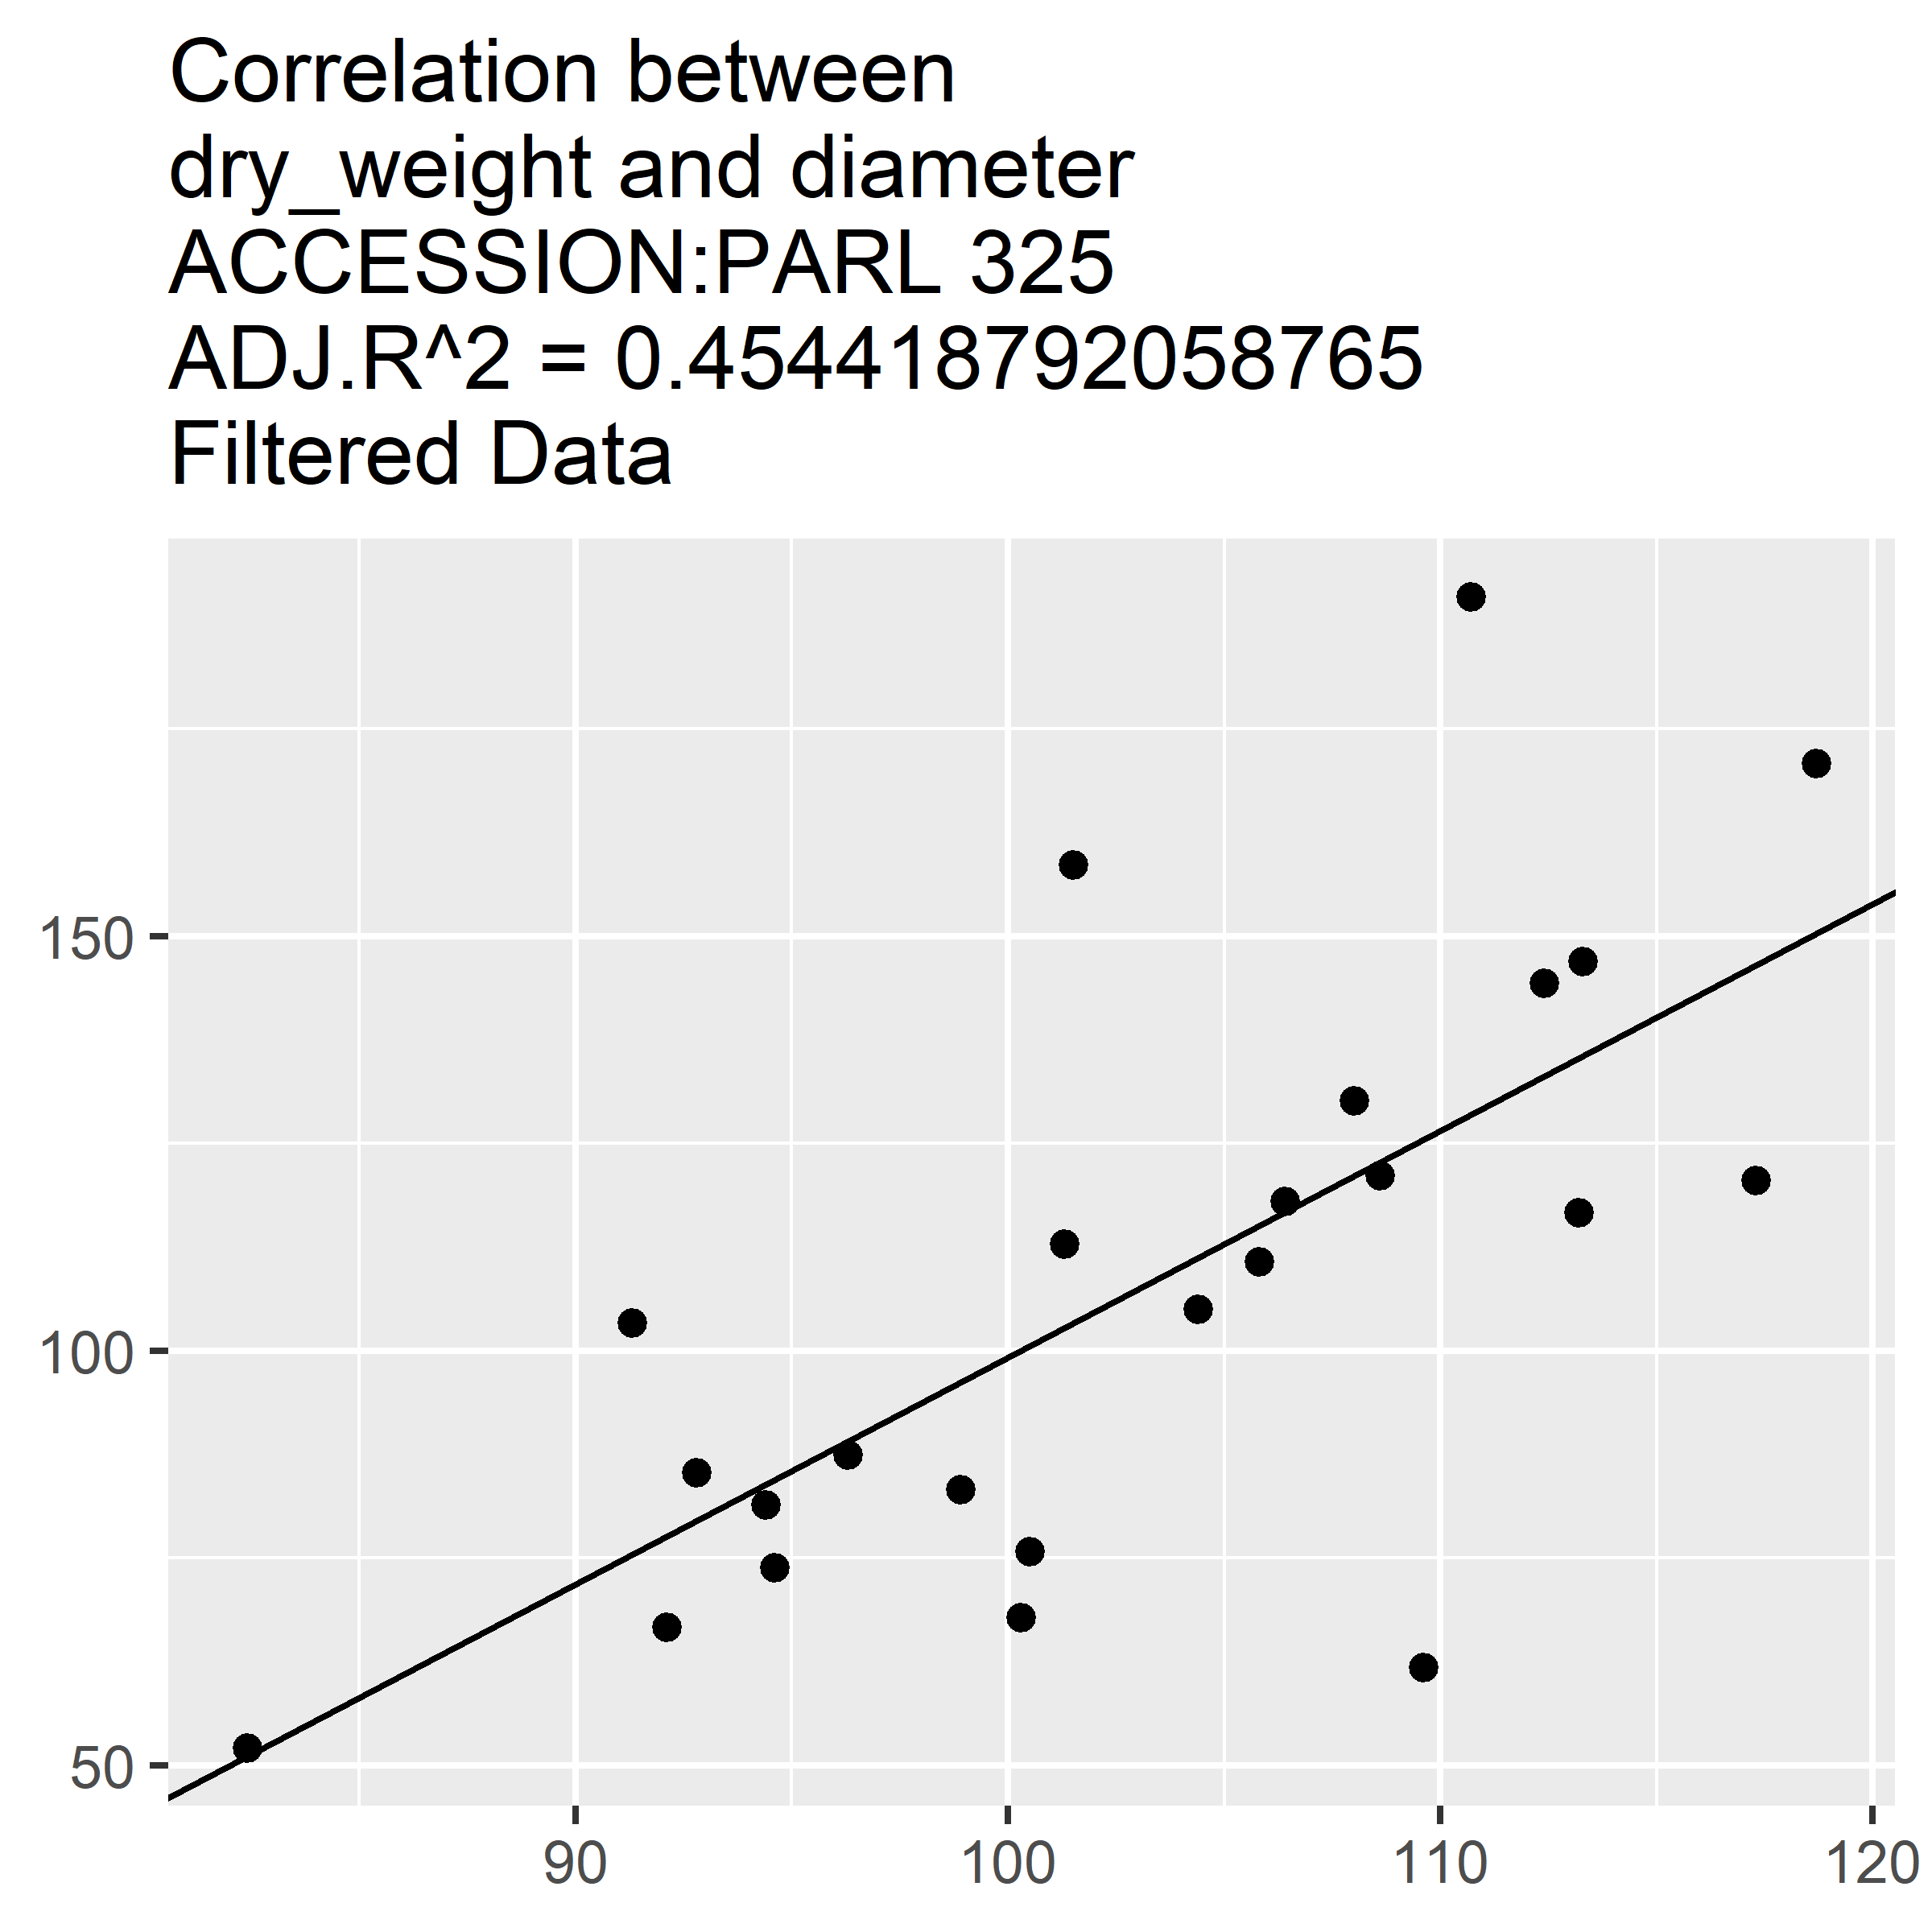 Correlation between
dry_weight and diameter
ACCESSION:PARL 325
ADJ.R^2 = 0.454418792058765
Filtered Data
150
100
50
90 100 110 120